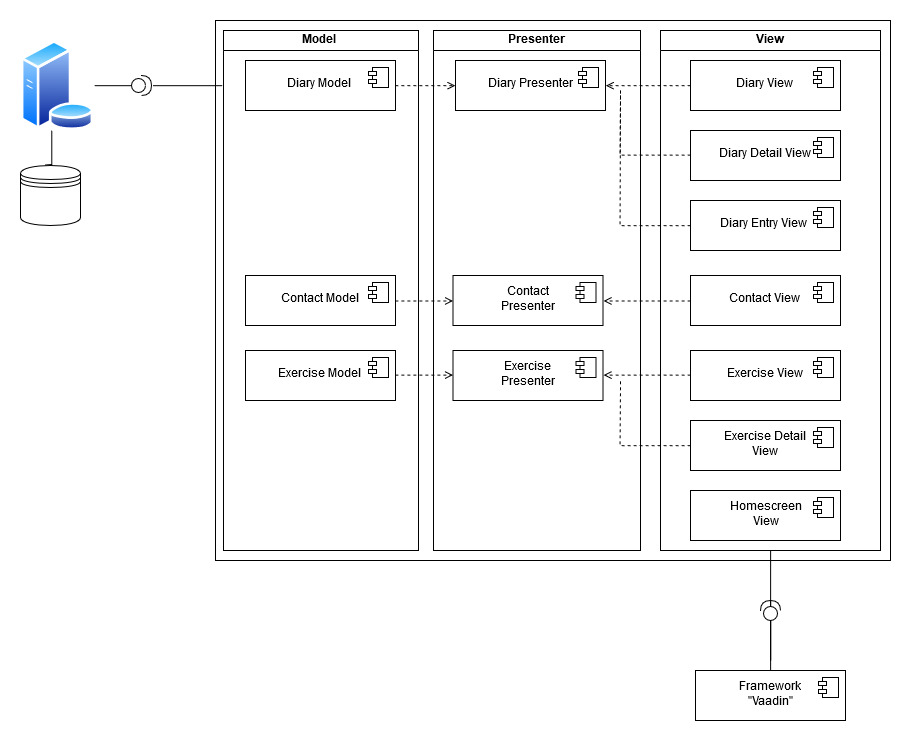 Model
Presenter
View
Diary Model
Diary Presenter
Diary View
Diary Detail View
Diary Entry View
Contact Model
Contact
Presenter
Contact View
Exercise Model
Exercise
Presenter
Exercise View
Exercise Detail
View
Homescreen
View
Framework
"Vaadin"